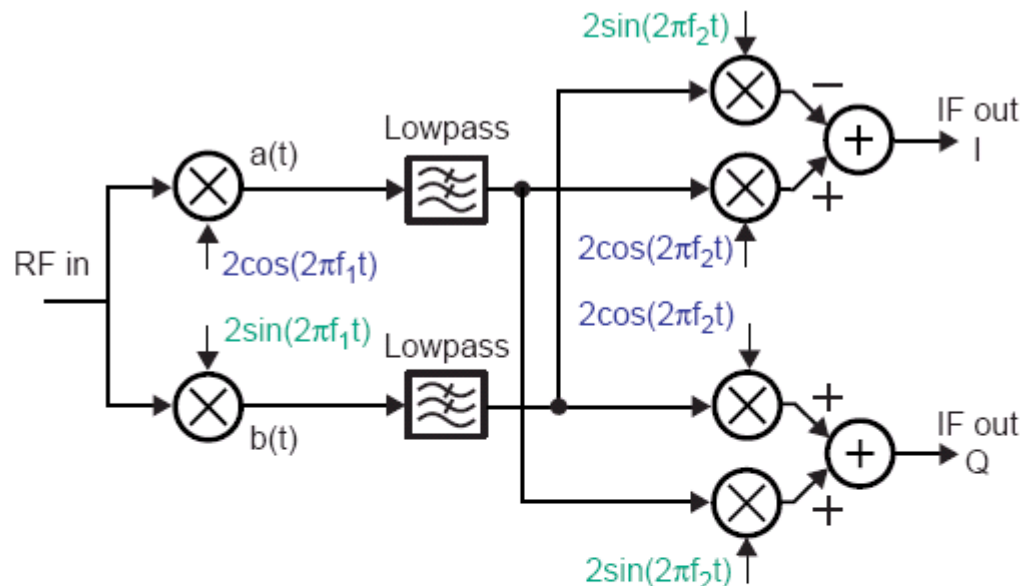 2sin(2πf₂t)
−
IF out
I
+
Lowpass
a(t)
2cos(2πf₁t)
2cos(2πf₂t)
RF in
2cos(2πf₂t)
2sin(2πf₁t)
Lowpass
b(t)
+
IF out
Q
+
+
+
2sin(2πf₂t)